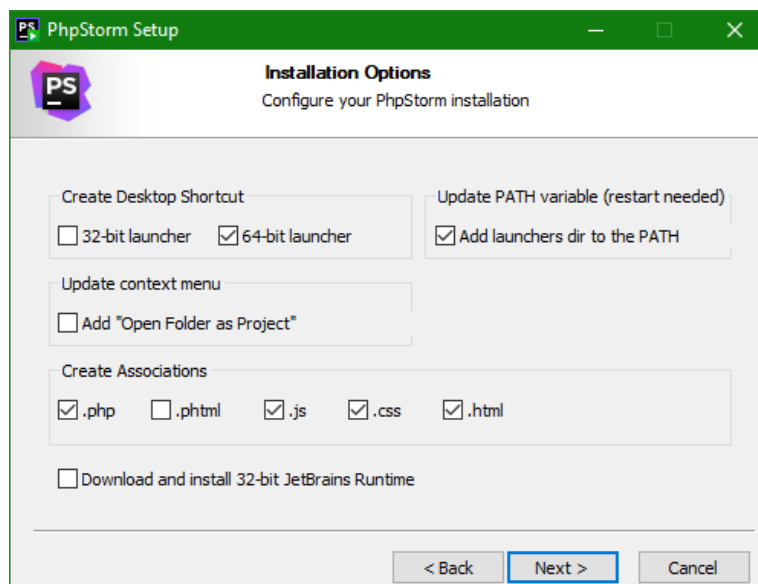 PS PhpStorm Setup
PS
Installation Options
Configure your PhpStorm installation
Create Desktop Shortcut
32-bit launcher 64-bit launcher
Update PATH variable (restart needed)
Add launchers dir to the PATH
Update context menu
Add "Open Folder as Project"
Create Associations
.php .phtml .js .css .html
Download and install 32-bit JetBrains Runtime
< Back Next > Cancel